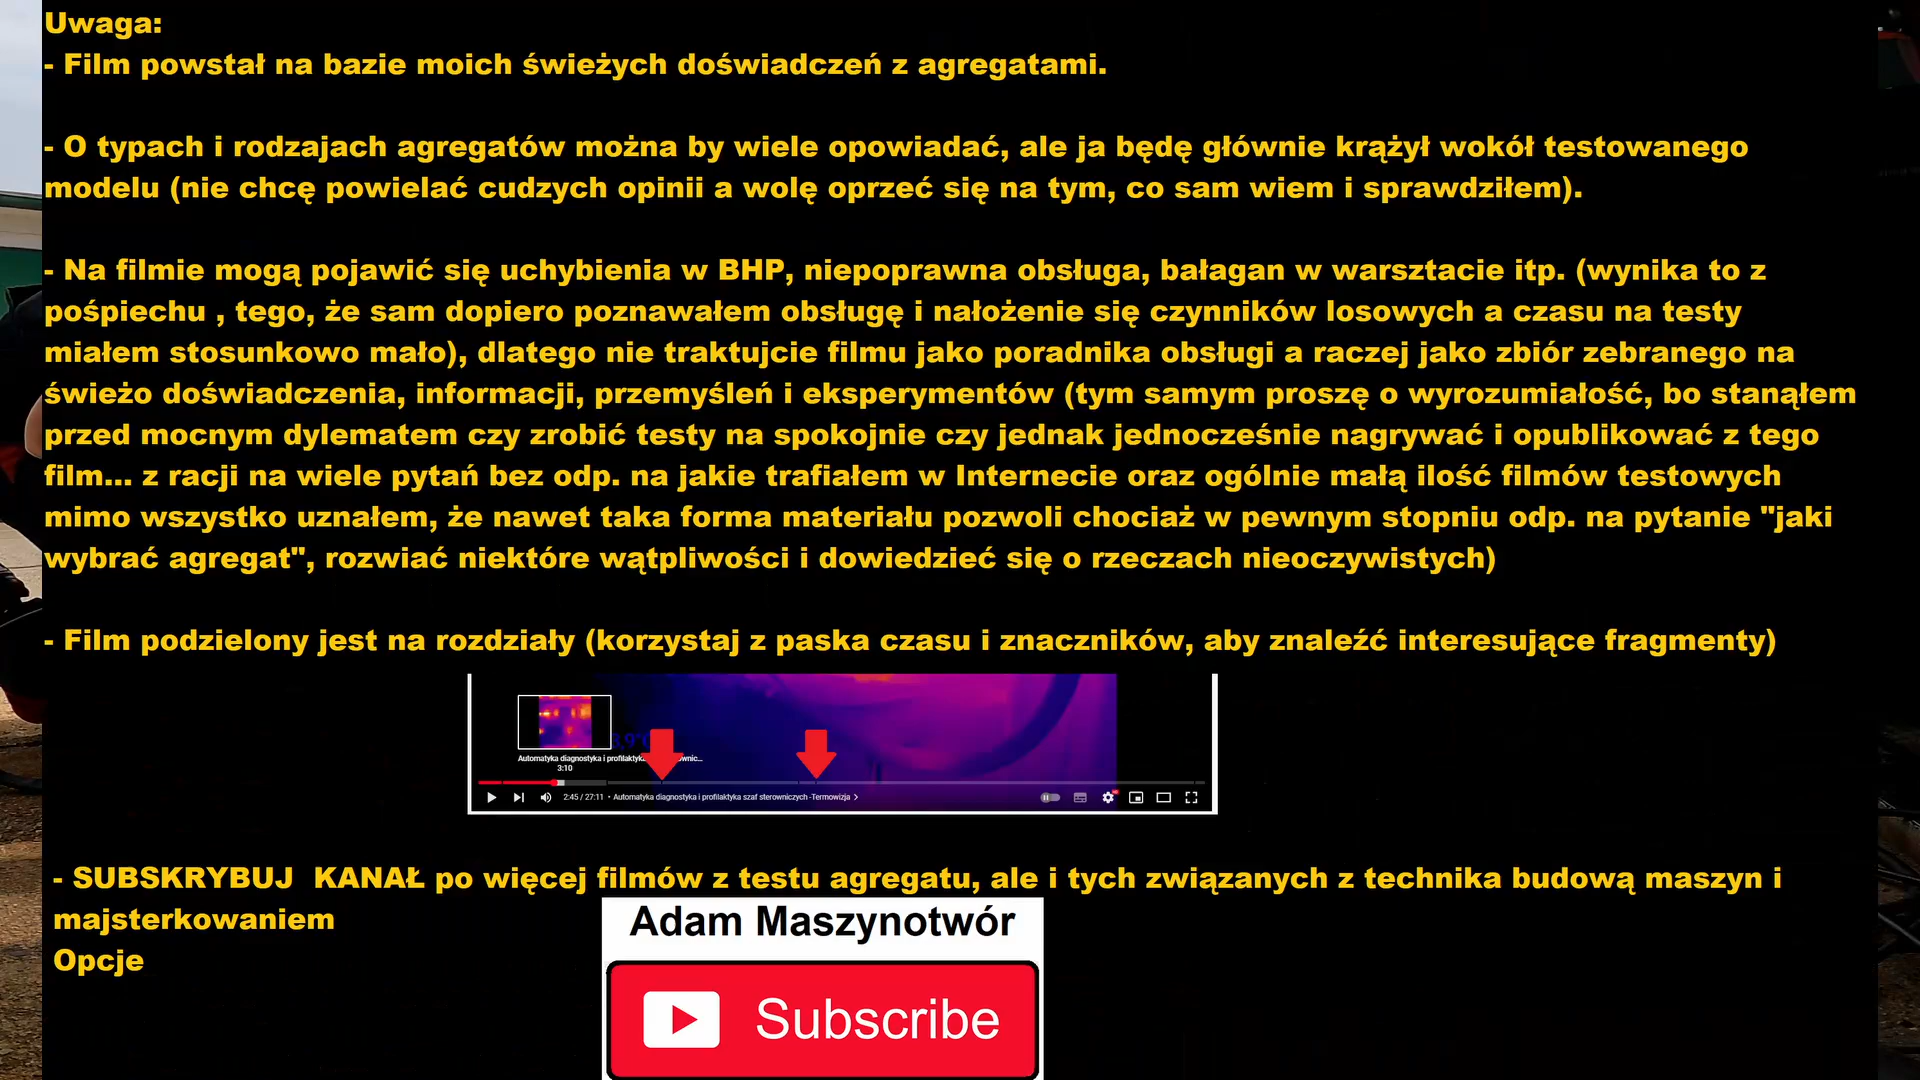 Uwaga:
- Film powstał na bazie moich świeżych doświadczeń z agregatami.
- O typach i rodzajach agregatów można by wiele opowiadać, ale ja będę głównie krążył wokół testowanego
modelu (nie chcę powielać cudzych opinii a wolę oprzeć się na tym, co sam wiem i sprawdziłem).
- Na filmie mogą pojawić się uchybienia w BHP, niepoprawna obsługa, bałagan w warsztacie itp. (wynika to z
pośpiechu , tego, że sam dopiero poznawałem obsługę i nałożenie się czynników losowych a czasu na testy
miałem stosunkowo mało), dlatego nie traktujcie filmu jako poradnika obsługi a raczej jako zbiór zebranego na
świeżo doświadczenia, informacji, przemyśleń i eksperymentów (tym samym proszę o wyrozumiałość, bo stanąłem
przed mocnym dylematem czy zrobić testy na spokojnie czy jednak jednocześnie nagrywać i opublikować z tego
film... z racji na wiele pytań bez odp. na jakie trafiałem w Internecie oraz ogólnie małą ilość filmów testowych
mimo wszystko uznałem, że nawet taka forma materiału pozwoli chociaż w pewnym stopniu odp. na pytanie "jaki
wybrać agregat", rozwiać niektóre wątpliwości i dowiedzieć się o rzeczach nieoczywistych)
- Film podzielony jest na rozdziały (korzystaj z paska czasu i znaczników, aby znaleźć interesujące fragmenty)
Automatyka diagnostyka i profilaktyka
3:10
2:45 / 27:11 • Automatyka diagnostyka i profilaktyka szaf sterowniczych -Termowizja >
- SUBSKRYBUJ  KANAŁ po więcej filmów z testu agregatu, ale i tych związanych z technika budową maszyn i
majsterkowaniem
Opcje
Adam Maszynotwór
Subscribe